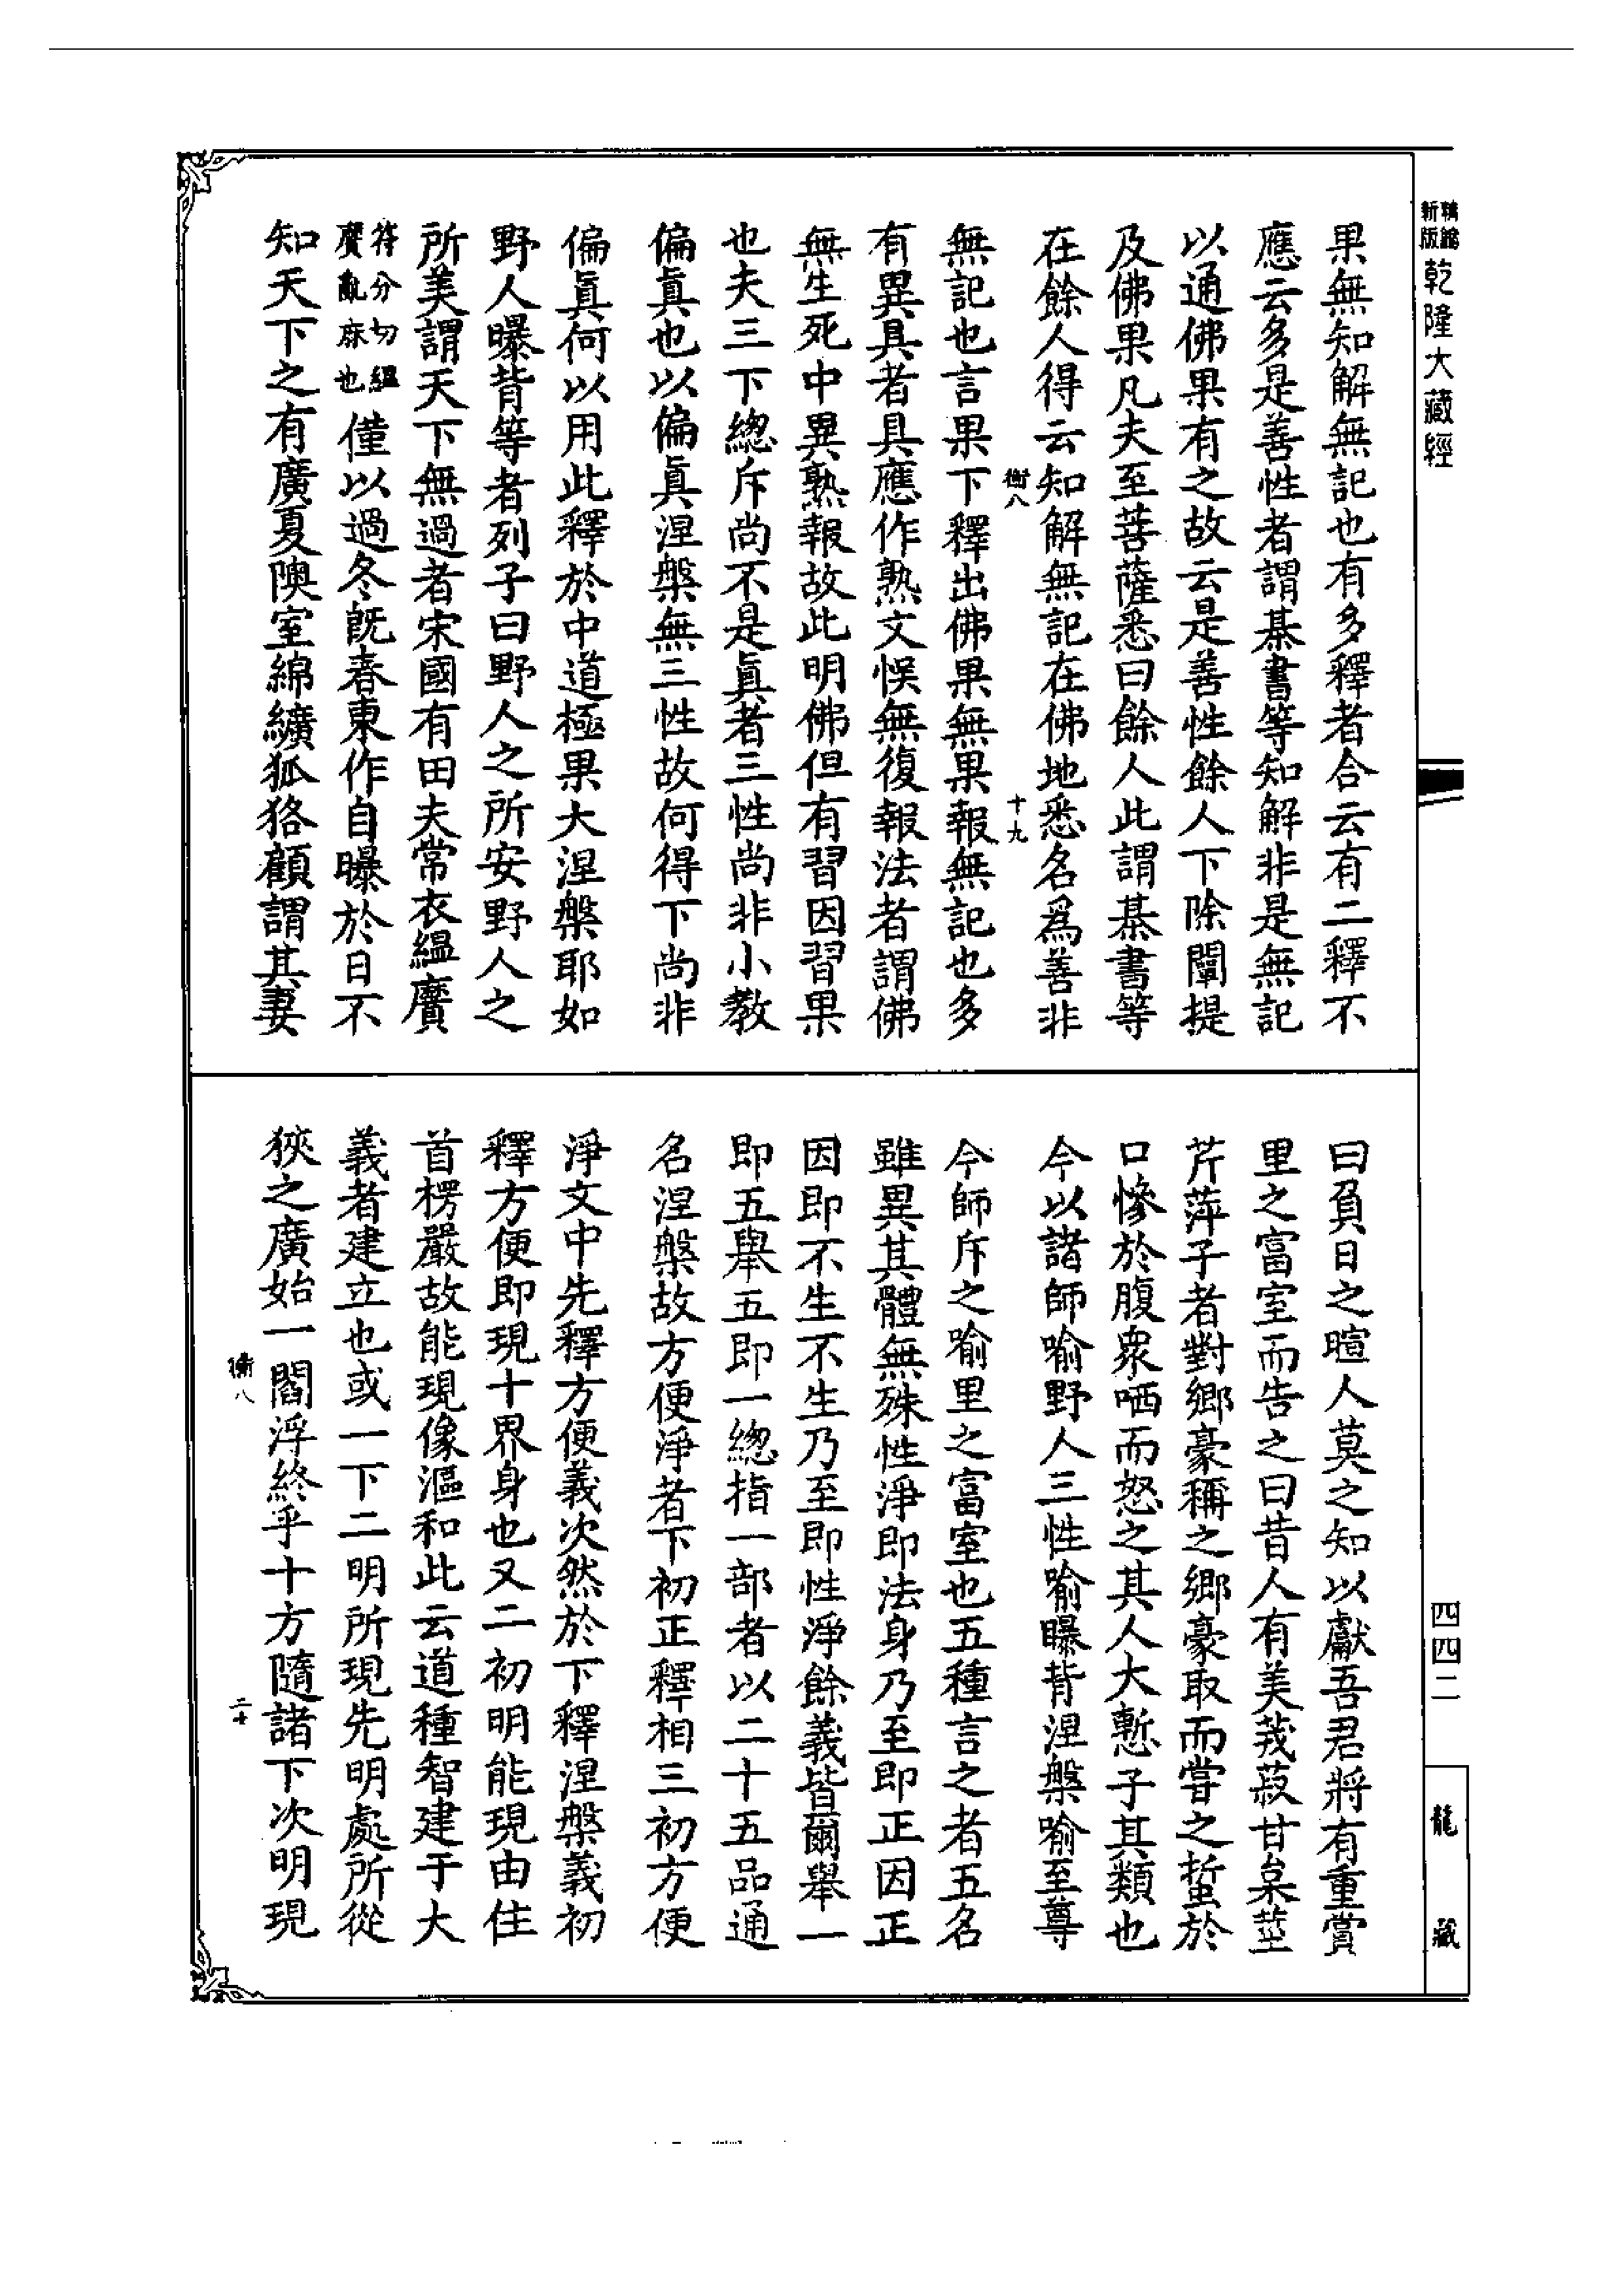 新編縮版乾隆大藏經
果無知解無記也有多釋者合云有二釋不
應云多是善性者謂棊書等知解非是無記
以通佛果有之故云是善性餘人下除闡提
及佛果凡夫至菩薩悉曰餘人此謂棊書等
在餘人得云知解無記在佛地悉名爲善非
衡八 十九
無記也言果下釋出佛果無果報無記也多
有異具者具應作熟文悞無復報法者謂佛
無生死中異熟報故此明佛但有習因習果
也夫三下總斥尚不是眞者三性尚非小教
偏眞也以偏眞涅槃無三性故何得下尚非
偏眞何以用此釋於中道極果大涅槃耶如
野人曝背等者列子曰野人之所安野人之
所美謂天下無過者宋國有田夫常衣縕黂
符分切縕黂亂麻也僅以過冬旣春東作自曝於日不
知天下之有廣夏隩室綿纊狐狢顧謂其妻
曰負日之暄人莫之知以獻吾君將有重賞
里之富室而告之曰昔人有美莪菽甘枲莖
芹萍子者對鄉豪稱之鄉豪取而嘗之蜇於
口慘於腹衆哂而怒之其人大慙子其類也
今以諸師喻野人三性喻曝背涅槃喻至尊
今師斥之喻里之富室也五種言之者五名
雖異其體無殊性淨即法身乃至即正因正
因即不生不生乃至即性淨餘義皆爾舉一
即五舉五即一總指一部者以二十五品通
名涅槃故方便淨者下初正釋相三初方便
淨文中先釋方便義次然於下釋涅槃義初
釋方便即現十界身也又二初明能現由住
首楞嚴故能現像漚和此云道種智建于大
義者建立也或一下二明所現先明處所從
狹之廣始一閻浮終乎十方隨諸下次明現
衡八 二十
四四二
龍藏